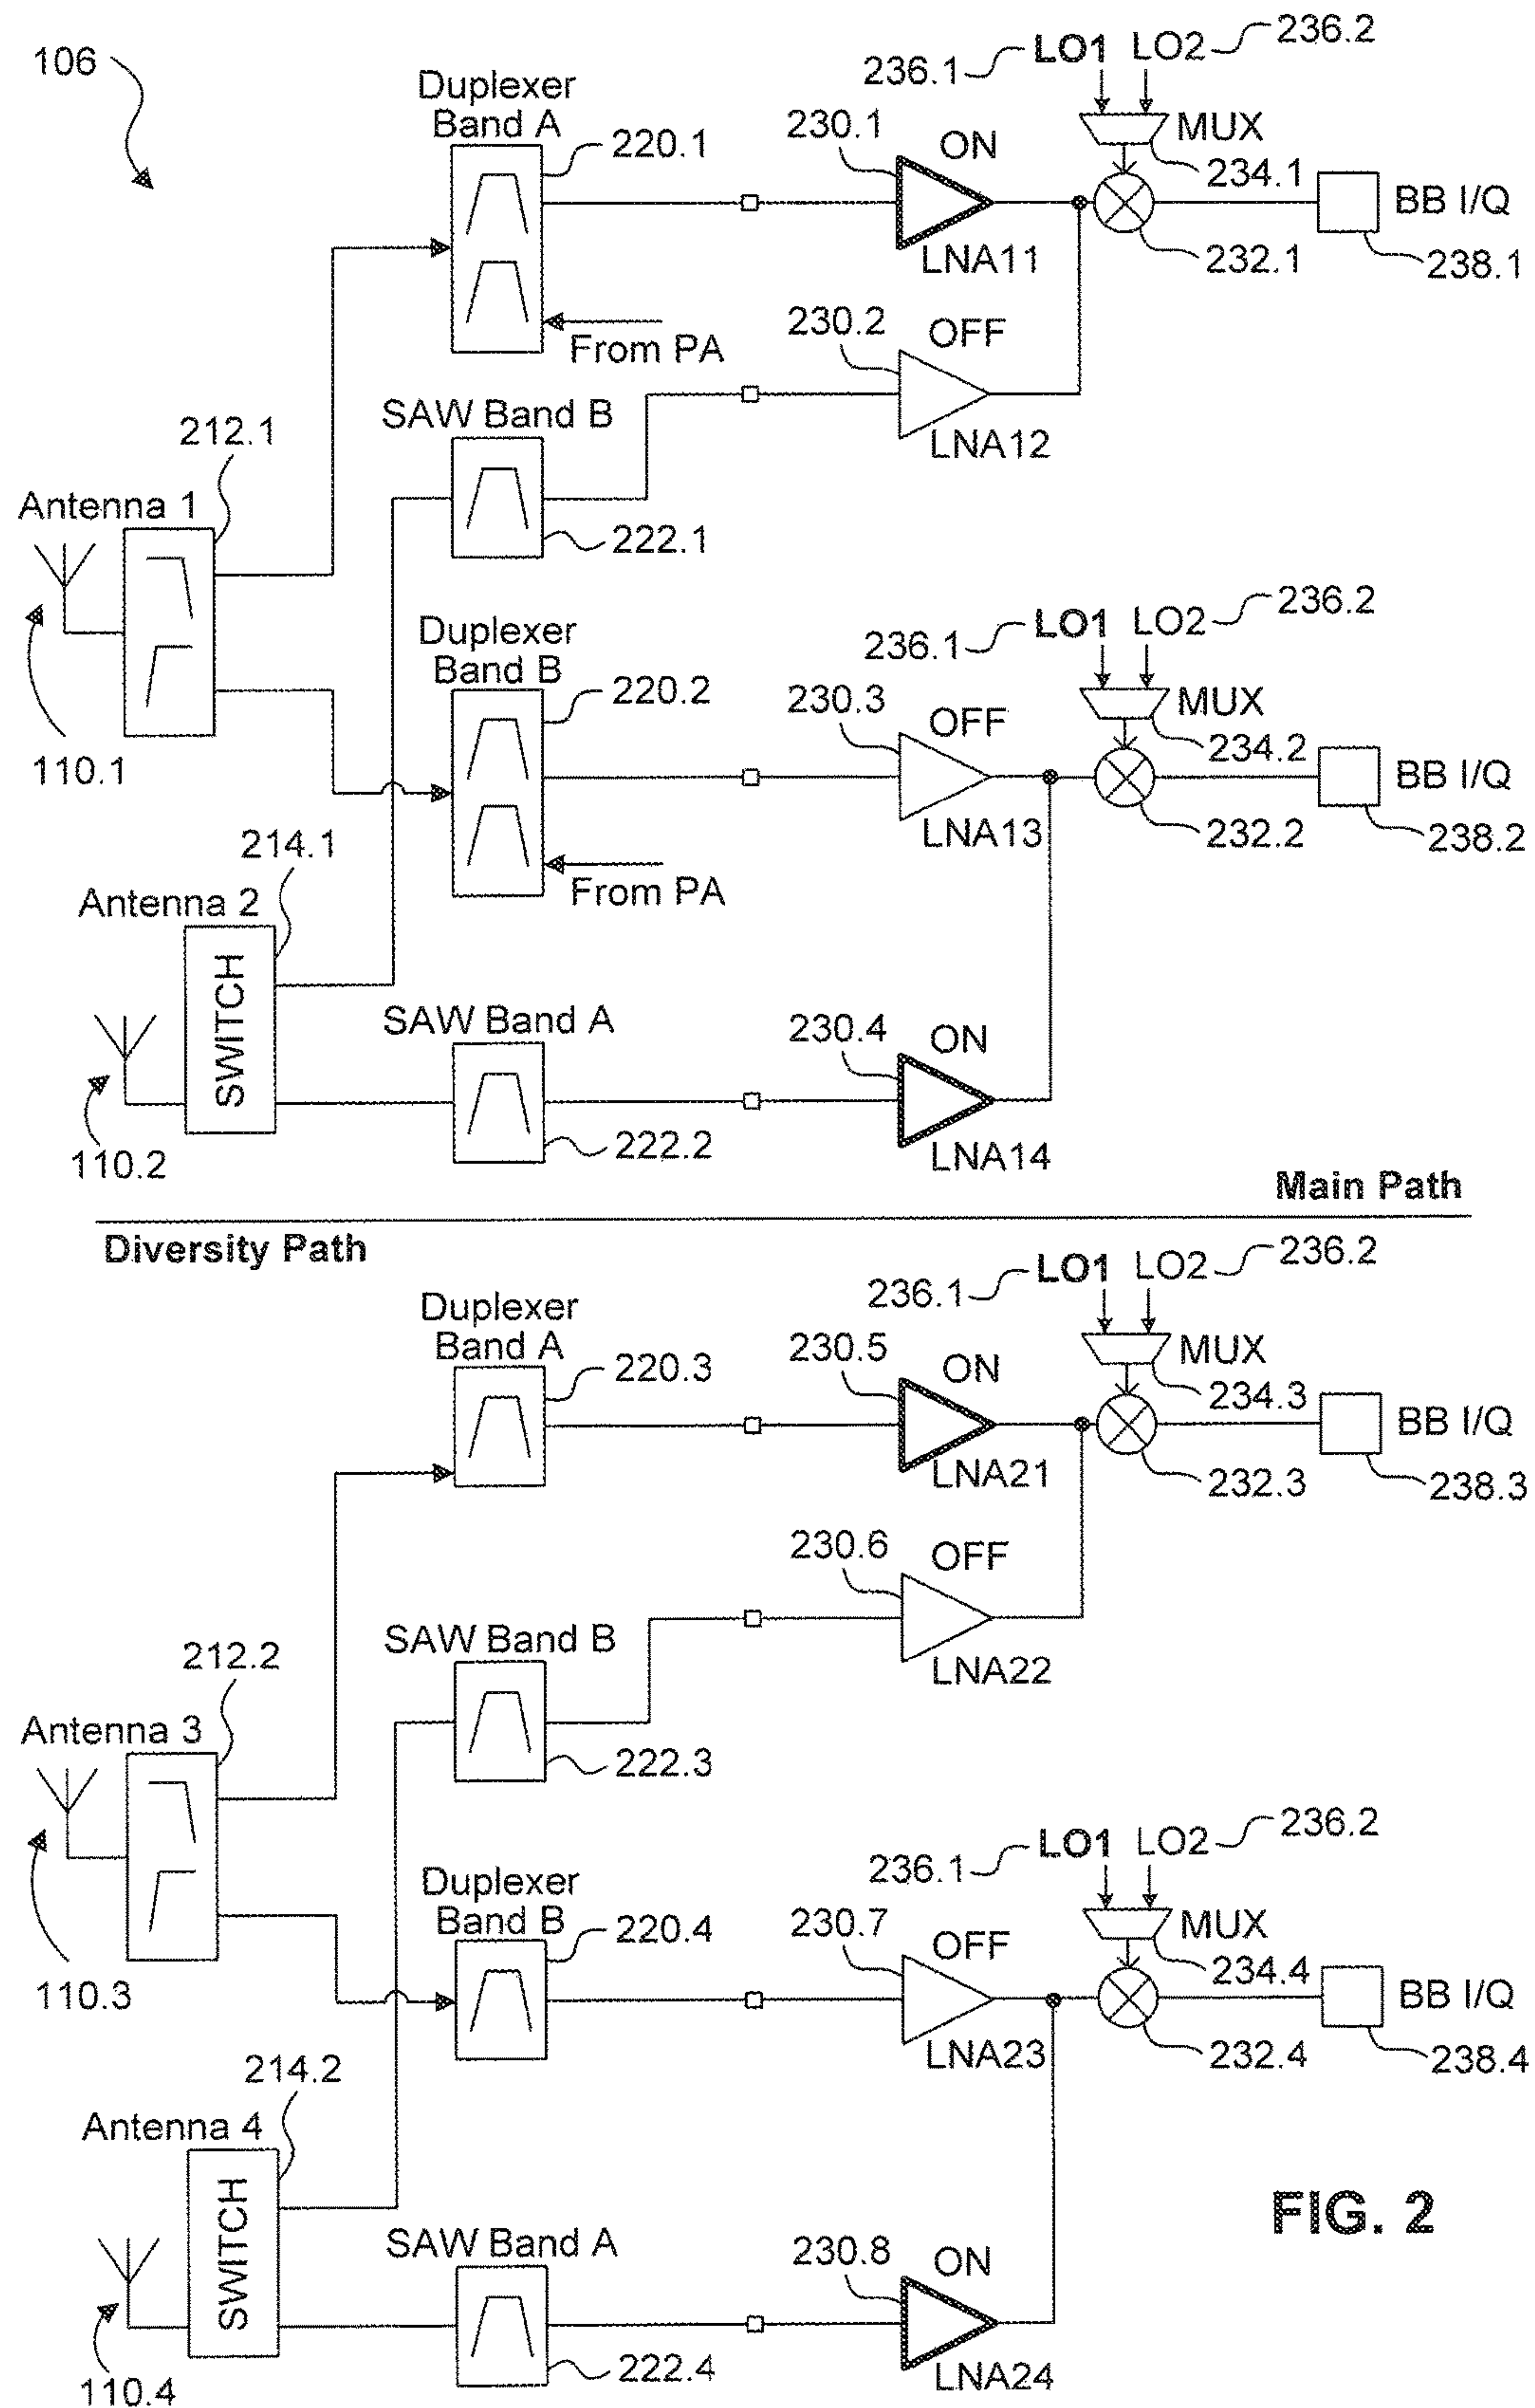 106
236.1 LO1 LO2 236.2
Duplexer
Band A
220.1
230.1
ON
MUX
234.1
BB I/Q
LNA11
232.1
238.1
From PA
230.2
OFF
SAW Band B
LNA12
212.1
Antenna 1
222.1
236.1 LO1 LO2 236.2
Duplexer
Band B
220.2
230.3
OFF
MUX
234.2
110.1
BB I/Q
LNA13
232.2
238.2
214.1
Antenna 2
From PA
SWITCH
SAW Band A
230.4
ON
110.2
222.2
LNA14
Main Path
Diversity Path
236.1 LO1 LO2 236.2
Duplexer
Band A
220.3
230.5
ON
MUX
234.3
BB I/Q
LNA21
232.3
238.3
230.6
OFF
SAW Band B
212.2
LNA22
Antenna 3
222.3
236.1 LO1 LO2 236.2
Duplexer
Band B
220.4
230.7
OFF
MUX
234.4
110.3
BB I/Q
LNA23
232.4
238.4
214.2
Antenna 4
SWITCH
FIG. 2
SAW Band A
230.8
ON
110.4
222.4
LNA24